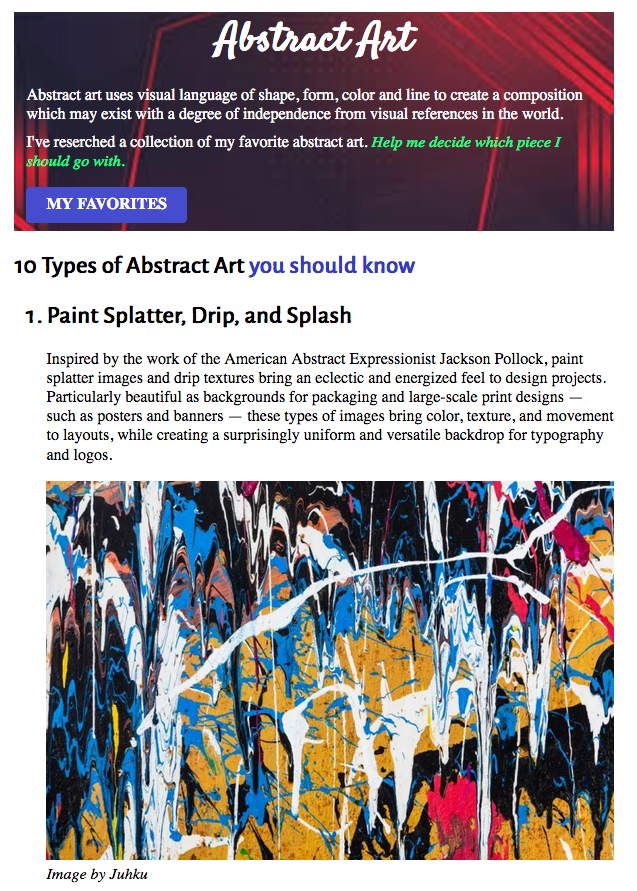 Abstract Art
Abstract art uses visual language of shape, form, color and line to create a composition
which may exist with a degree of independence from visual references in the world.
I've reserched a collection of my favorite abstract art. Help me decide which piece I
should go with.
MY FAVORITES
10 Types of Abstract Art you should know
1. Paint Splatter, Drip, and Splash
Inspired by the work of the American Abstract Expressionist Jackson Pollock, paint
splatter images and drip textures bring an eclectic and energized feel to design projects.
Particularly beautiful as backgrounds for packaging and large-scale print designs —
such as posters and banners — these types of images bring color, texture, and movement
to layouts, while creating a surprisingly uniform and versatile backdrop for typography
and logos.
Image by Juhku